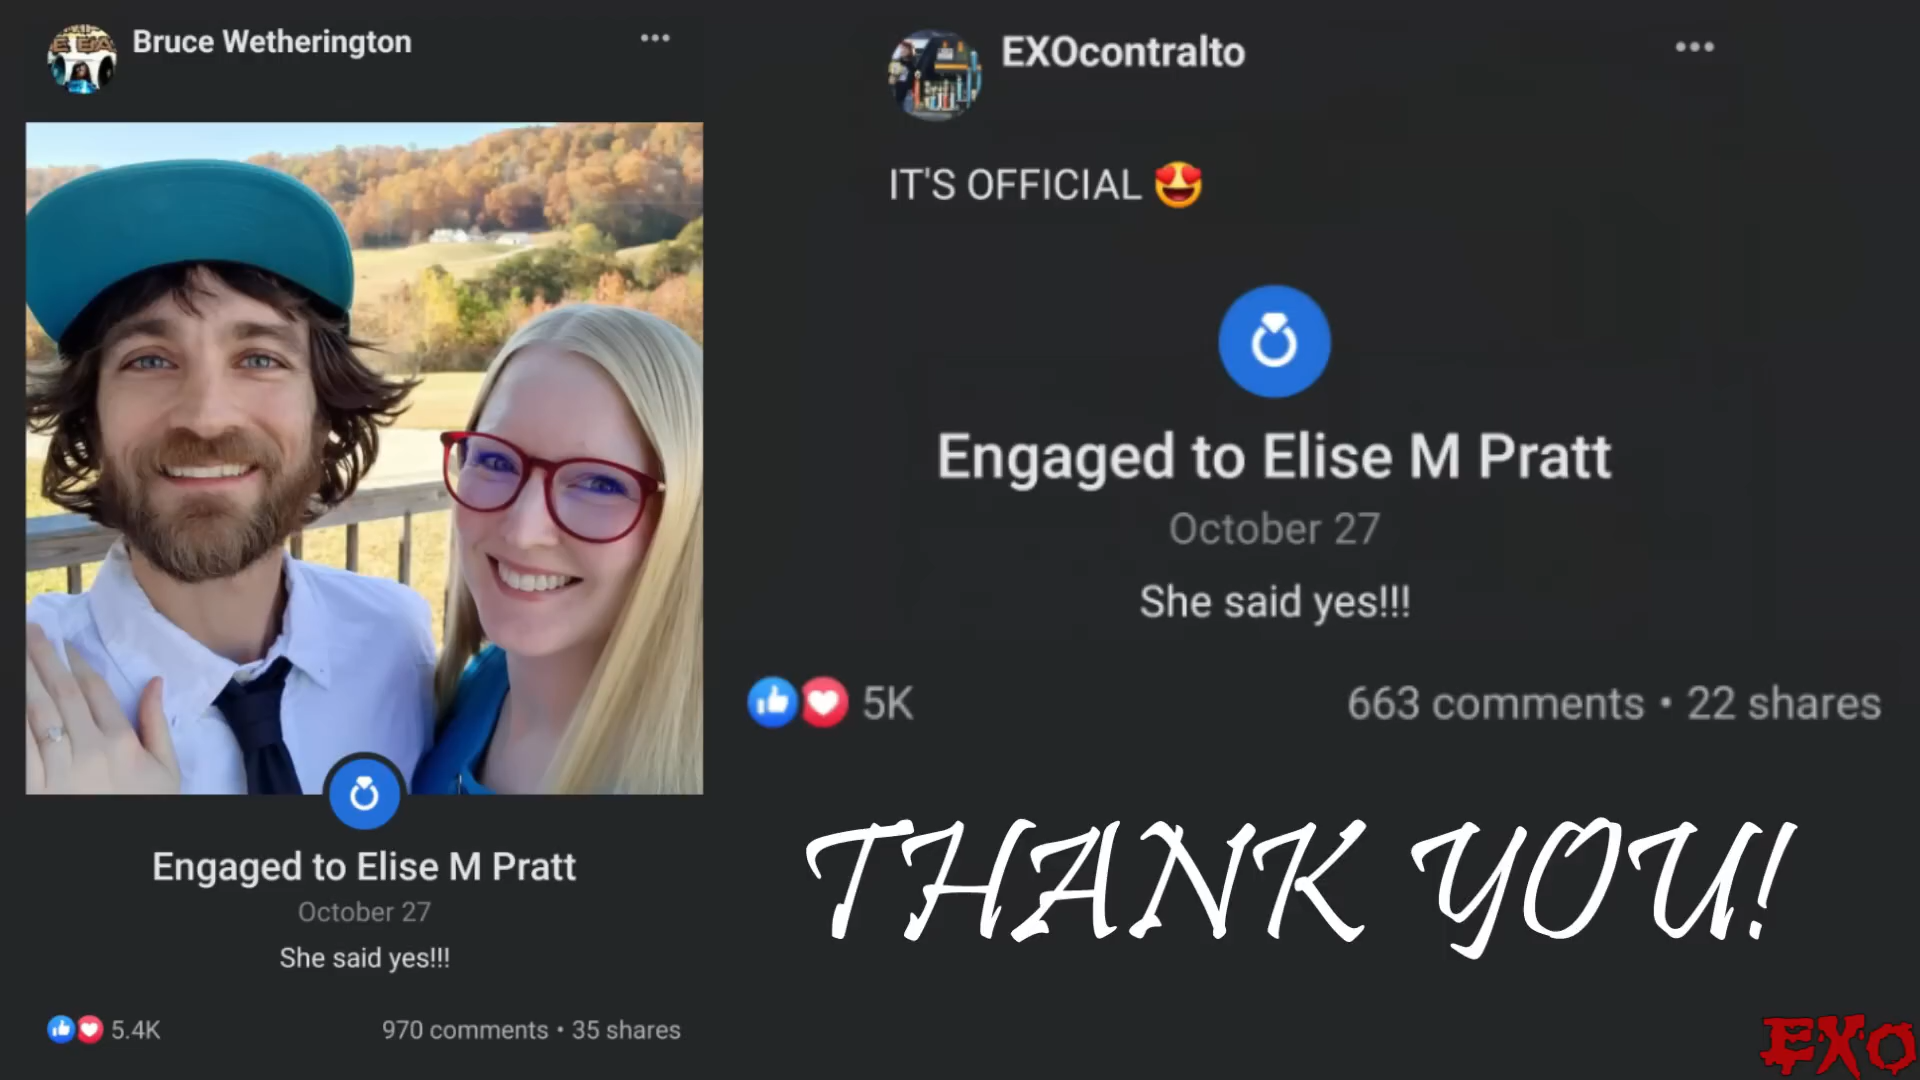 Bruce Wetherington
Engaged to Elise M Pratt
October 27
She said yes!!!
5.4K
970 comments • 35 shares
EXOcontralto
IT'S OFFICIAL 😍
Engaged to Elise M Pratt
October 27
She said yes!!!
5K
663 comments • 22 shares
THANK YOU!
EXO